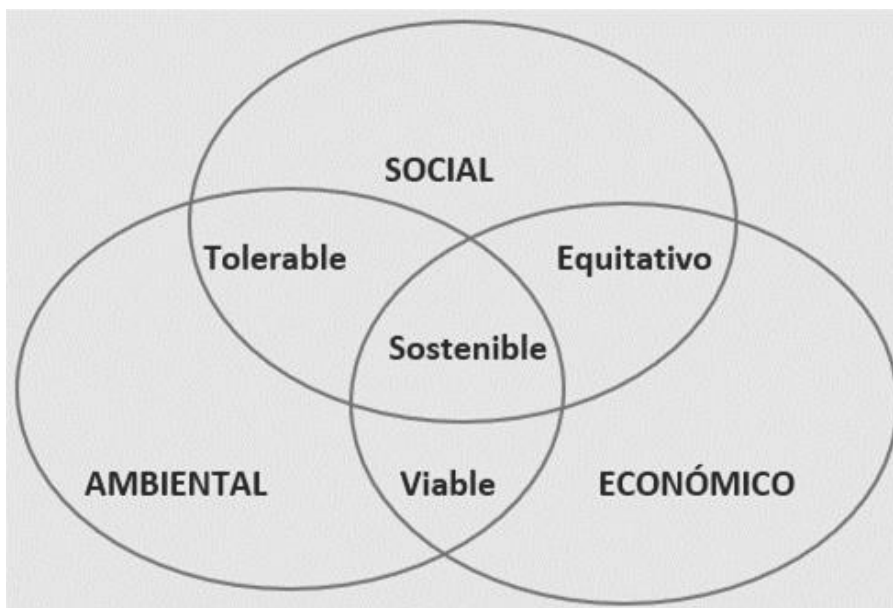 SOCIAL
Tolerable
Equitativo
Sostenible
AMBIENTAL
Viable
ECONÓMICO